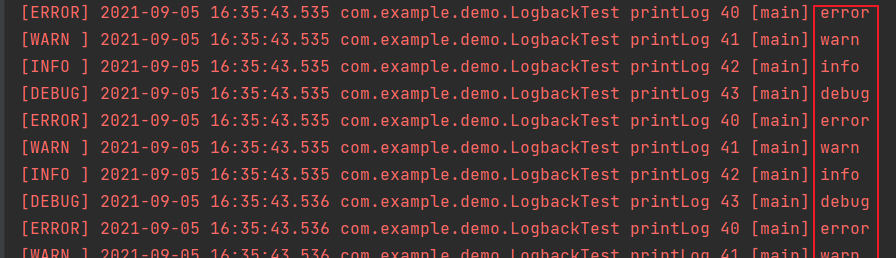 [ERROR] 2021-09-05 16:35:43.535 com.example.demo.LogbackTest printLog 40 [main] error
[WARN ] 2021-09-05 16:35:43.535 com.example.demo.LogbackTest printLog 41 [main] warn
[INFO ] 2021-09-05 16:35:43.535 com.example.demo.LogbackTest printLog 42 [main] info
[DEBUG] 2021-09-05 16:35:43.535 com.example.demo.LogbackTest printLog 43 [main] debug
[ERROR] 2021-09-05 16:35:43.535 com.example.demo.LogbackTest printLog 40 [main] error
[WARN ] 2021-09-05 16:35:43.535 com.example.demo.LogbackTest printLog 41 [main] warn
[INFO ] 2021-09-05 16:35:43.535 com.example.demo.LogbackTest printLog 42 [main] info
[DEBUG] 2021-09-05 16:35:43.536 com.example.demo.LogbackTest printLog 43 [main] debug
[ERROR] 2021-09-05 16:35:43.536 com.example.demo.LogbackTest printLog 40 [main] error
[WARN ] 2021-09-05 16:35:43.536 com.example.demo.LogbackTest printLog 41 [main] warn